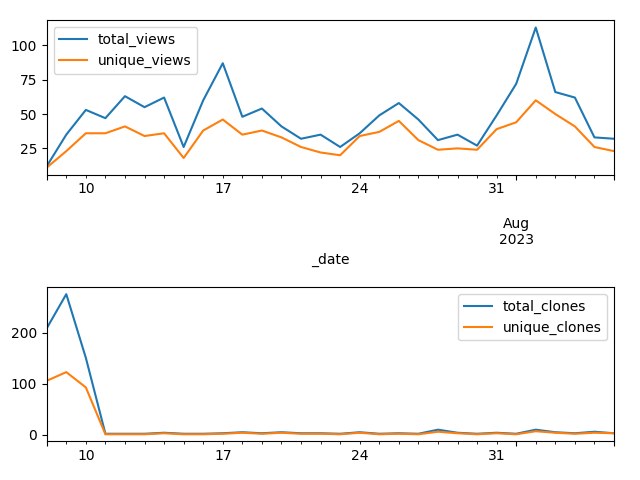 total_views
unique_views
100
75
50
25
10 17 24 31
Aug
2023
_date
total_clones
unique_clones
200
100
0
10 17 24 31